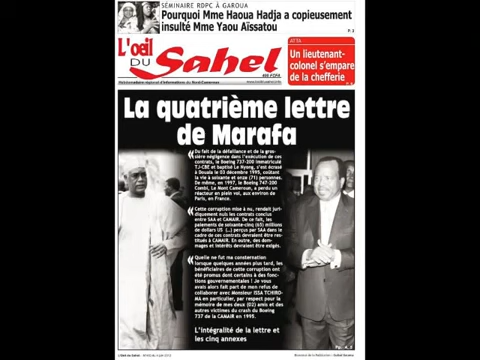 SÉMINAIRE RDPC À GAROUA
Pourquoi Mme Haoua Hadja a copieusement
insulté Mme Yaou Aïssatou
P. 3
L'œil
DU Sahel
400 FCFA
ATTA
Un lieutenant-
colonel s'empare
de la chefferie
La quatrième lettre
de Marafa
Du fait de la défaillance et de la gros-
sière négligence dans l'exécution de ces
contrats, le Boeing 737-200 immatriculé
TJ-CBE et baptisé Le Nyong, s'est écrasé
à Douala le 03 décembre 1995, coûtant
la vie à soixante et onze (71) personnes.
De même, en 1997, le Boeing 747-200
Combi, Le Mont Cameroun, a perdu un
réacteur en plein vol, aux environ de
Paris, en France.
Cette corruption mise à nu, rendait juri-
diquement nuls les contrats conclus
entre SAA et CAMAIR. De ce fait, les
paiements de soixante-cinq (65) millions
de dollars US (...) perçus par SAA dans le
cadre de ces contrats devraient être res-
titués à CAMAIR. En outre, des dom-
mages et intérêts devraient être exigés.
Quelle ne fut ma consternation
lorsque quelques années plus tard, les
bénéficiaires de cette corruption ont
été promus dont certains à des fonc-
tions gouvernementales ! Je vous
avais alors fait part de mon refus de
collaborer avec Monsieur ISSA TCHIRO-
MA en particulier, par respect pour la
mémoire de mes deux (02) amis et des
autres victimes du crash du Boeing
737 de la CAMAIR en 1995.
L'intégralité de la lettre et
les cinq annexes